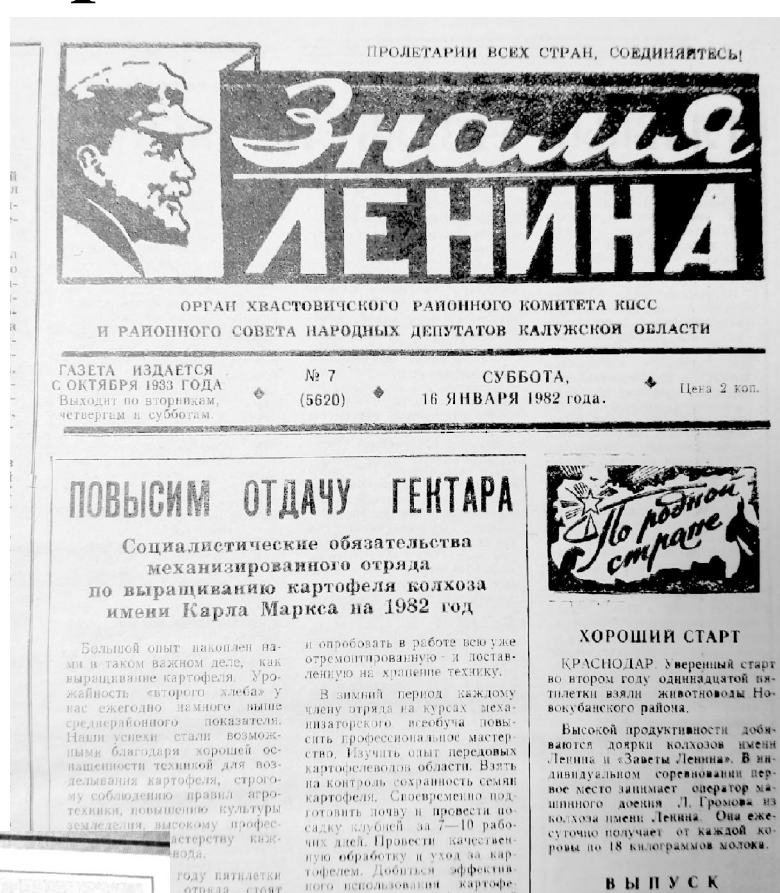 ПРОЛЕТАРИИ ВСЕХ СТРАН, СОЕДИНЯЙТЕСЬ!
Знамя
ЛЕНИНА
ОРГАН ХВАСТОВИЧСКОГО РАЙОННОГО КОМИТЕТА КПСС
И РАЙОННОГО СОВЕТА НАРОДНЫХ ДЕПУТАТОВ КАЛУЖСКОЙ ОБЛАСТИ
ГАЗЕТА ИЗДАЕТСЯ
С ОКТЯБРЯ 1933 ГОДА
Выходит по вторникам,
четвергам и субботам.
№ 7
(5620)
СУББОТА,
16 ЯНВАРЯ 1982 года.
Цена 2 коп.
ПОВЫСИМ ОТДАЧУ ГЕКТАРА
Социалистические обязательства
механизированного отряда
по выращиванию картофеля колхоза
имени Карла Маркса на 1982 год
Большой опыт накоплен на-
ми в таком важном деле, как
выращивание картофеля. Уро-
жайность «второго хлеба» у
нас ежегодно намного выше
среднерайонного показателя.
Наши успехи стали возмож-
ными благодаря хорошей ос-
нащенности техникой для воз-
делывания картофеля, строго-
му соблюдению правил агро-
техники, повышению культуры
земледелия, высокому профес-
астерству каж-
вода.
году пятилетки
отряда стоят
и опробовать в работе всю уже
отремонтированную и постав-
ленную на хранение технику.
В зимний период каждому
члену отряда на курсах меха-
низаторского всеобуча повы-
сить профессиональное мастер-
ство. Изучить опыт передовых
картофелеводов области. Взять
на контроль сохранность семян
картофеля. Своевременно под-
готовить почву и провести по-
садку клубней за 7—10 рабо-
чих дней. Провести качествен-
ную обработку и уход за кар-
тофелем. Добиться эффектив-
ного использования картофе-
По родной
стране
ХОРОШИЙ СТАРТ
КРАСНОДАР. Уверенный старт
во втором году одиннадцатой пя-
тилетки взяли животноводы Но-
вокубанского района.
Высокой продуктивности доби-
ваются доярки колхозов имени
Ленина и «Заветы Ленина». В ин-
дивидуальном соревновании пер-
вое место занимает оператор ма-
шинного доения Л. Громова из
колхоза имени Ленина. Она еже-
суточно получает от каждой ко-
ровы по 18 килограммов молока.
ВЫПУСК